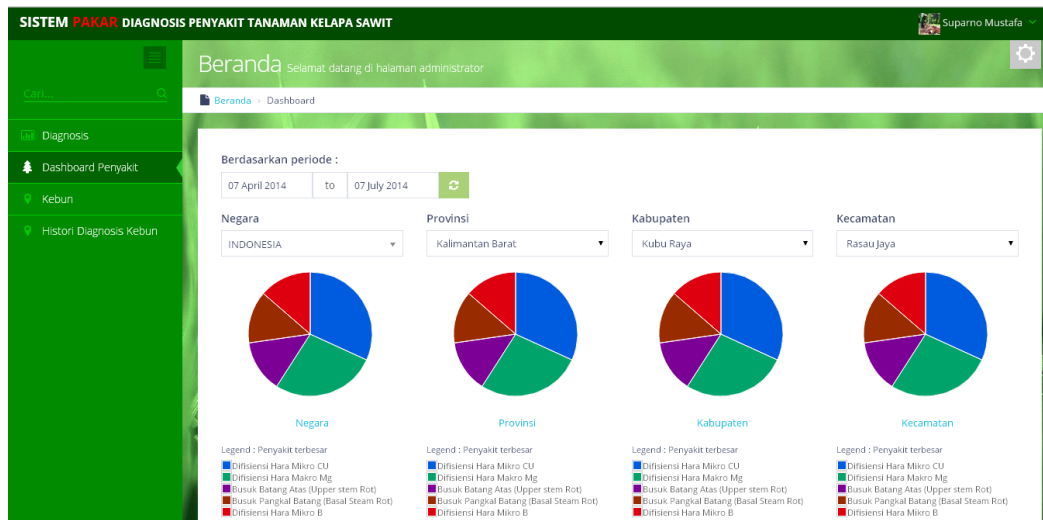 SISTEM PAKAR DIAGNOSIS PENYAKIT TANAMAN KELAPA SAWIT
Suparno Mustafa
Cari...
Diagnosis
Dashboard Penyakit
Kebun
Histori Diagnosis Kebun
Beranda Selamat datang di halaman administrator
Beranda Dashboard
Berdasarkan periode :
07 April 2014 to 07 July 2014
Negara Provinsi Kabupaten Kecamatan
INDONESIA Kalimantan Barat Kubu Raya Rasau Jaya
Negara Provinsi Kabupaten Kecamatan
Legend : Penyakit terbesar Legend : Penyakit terbesar Legend : Penyakit terbesar Legend : Penyakit terbesar
Difisiensi Hara Mikro CU Difisiensi Hara Mikro CU Difisiensi Hara Mikro CU Difisiensi Hara Mikro CU
Difisiensi Hara Makro Mg Difisiensi Hara Makro Mg Difisiensi Hara Makro Mg Difisiensi Hara Makro Mg
Busuk Batang Atas (Upper stem Rot) Busuk Batang Atas (Upper stem Rot) Busuk Batang Atas (Upper stem Rot) Busuk Batang Atas (Upper stem Rot)
Busuk Pangkal Batang (Basal Steam Rot) Busuk Pangkal Batang (Basal Steam Rot) Busuk Pangkal Batang (Basal Steam Rot) Busuk Pangkal Batang (Basal Steam Rot)
Difisiensi Hara Mikro B Difisiensi Hara Mikro B Difisiensi Hara Mikro B Difisiensi Hara Mikro B